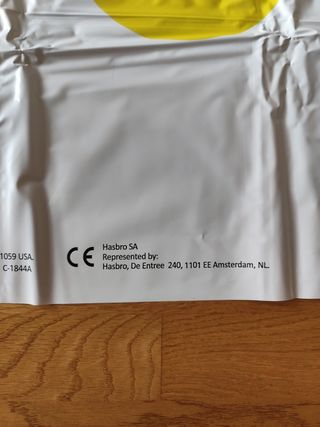 1059 USA.
C-1844A
CE
Hasbro SA
Represented by:
Hasbro, De Entree 240, 1101 EE Amsterdam, NL.